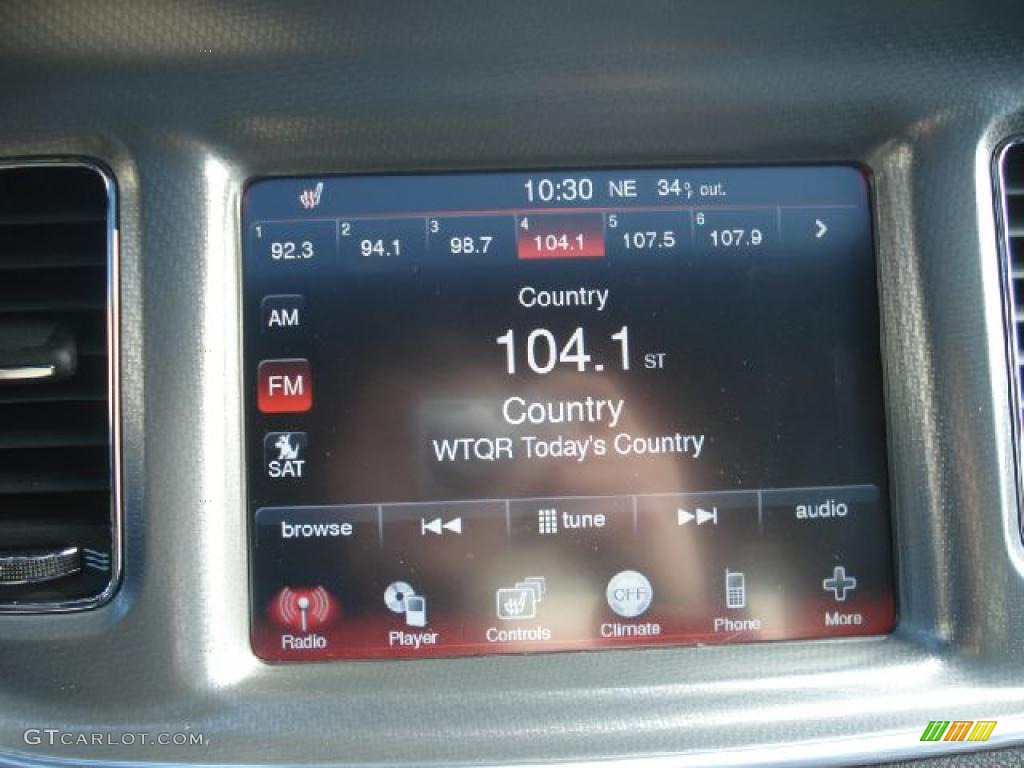 10:30 NE 34°F out.
1 92.3 2 94.1 3 98.7 4 104.1 5 107.5 6 107.9
Country
AM
104.1 ST
FM
Country
WTQR Today's Country
SAT
browse tune audio
OFF
Radio Player Controls Climate Phone More
GTCARLOT.COM